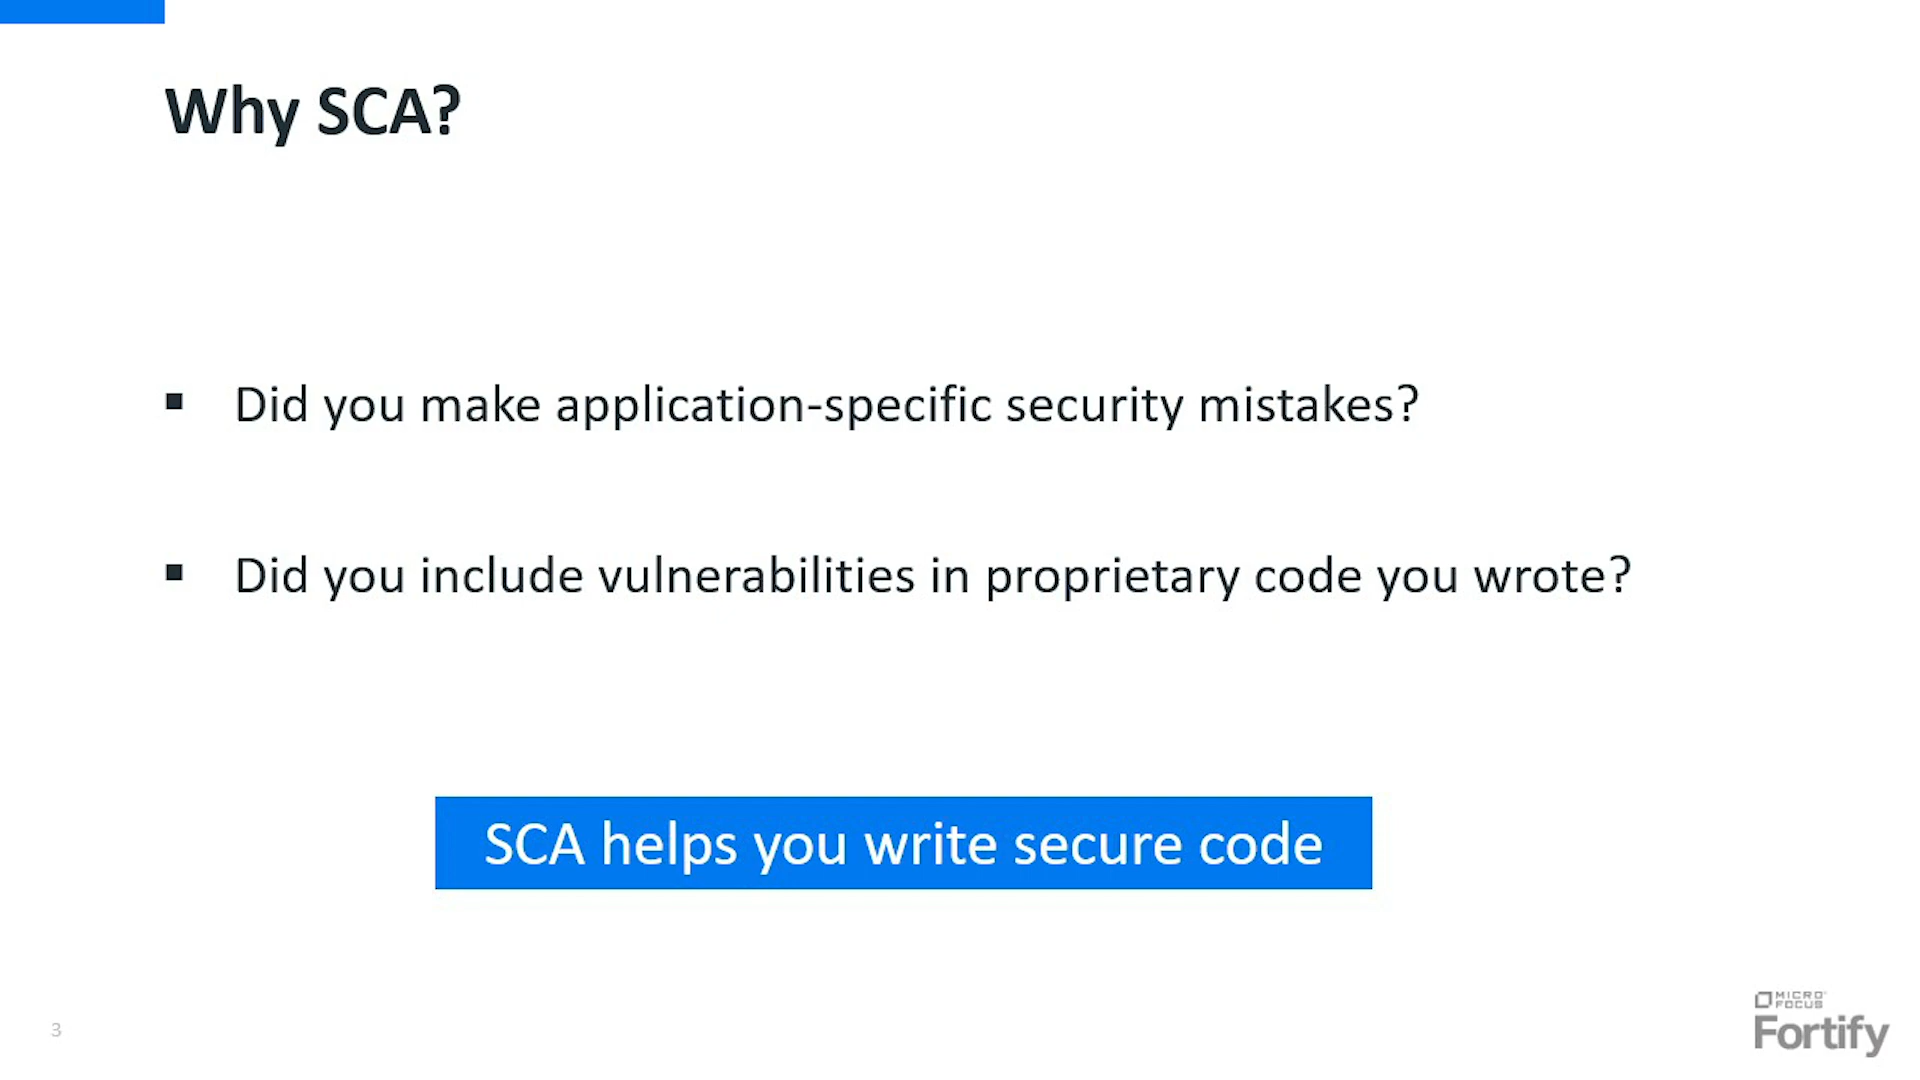 Why SCA?
▪ Did you make application-specific security mistakes?
▪ Did you include vulnerabilities in proprietary code you wrote?
SCA helps you write secure code
3
MICRO
FOCUS
Fortify